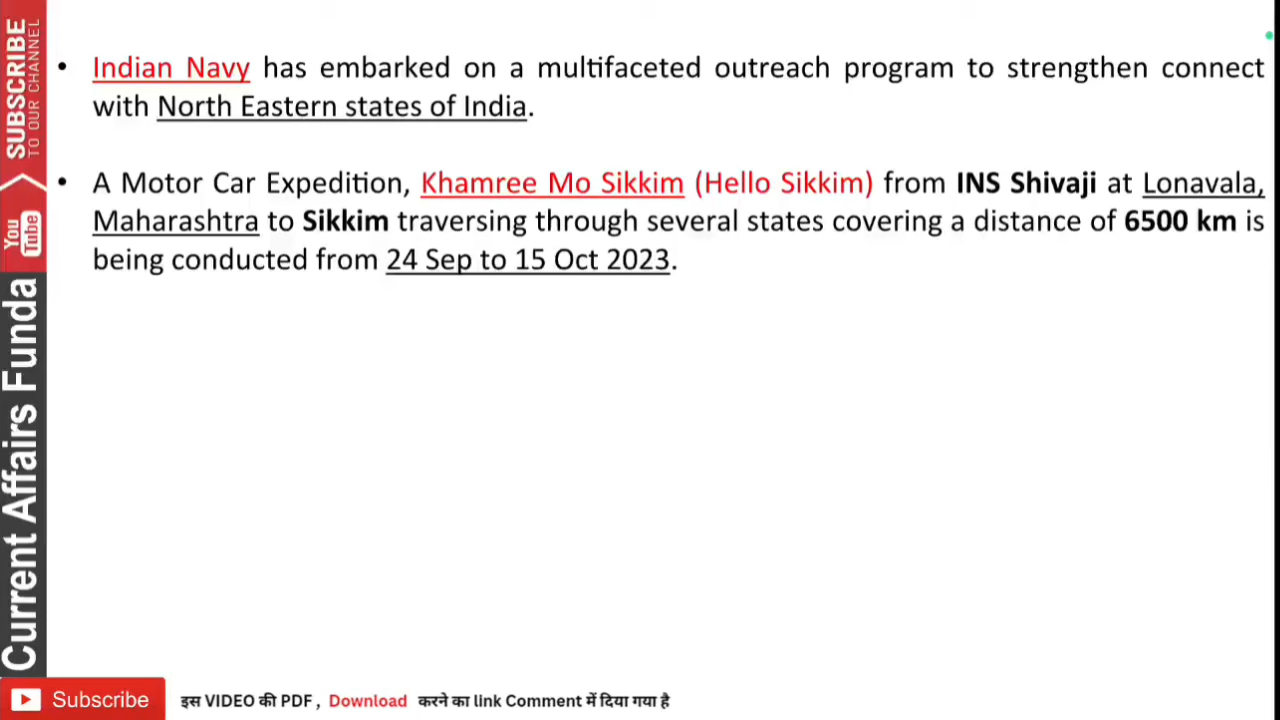 • Indian Navy has embarked on a multifaceted outreach program to strengthen connect
with North Eastern states of India.
• A Motor Car Expedition, Khamree Mo Sikkim (Hello Sikkim) from INS Shivaji at Lonavala,
Maharashtra to Sikkim traversing through several states covering a distance of 6500 km is
being conducted from 24 Sep to 15 Oct 2023.
SUBSCRIBE
TO OUR CHANNEL
You Tube
Current Affairs Funda
Subscribe
इस VIDEO की PDF , Download करने का link Comment में दिया गया है